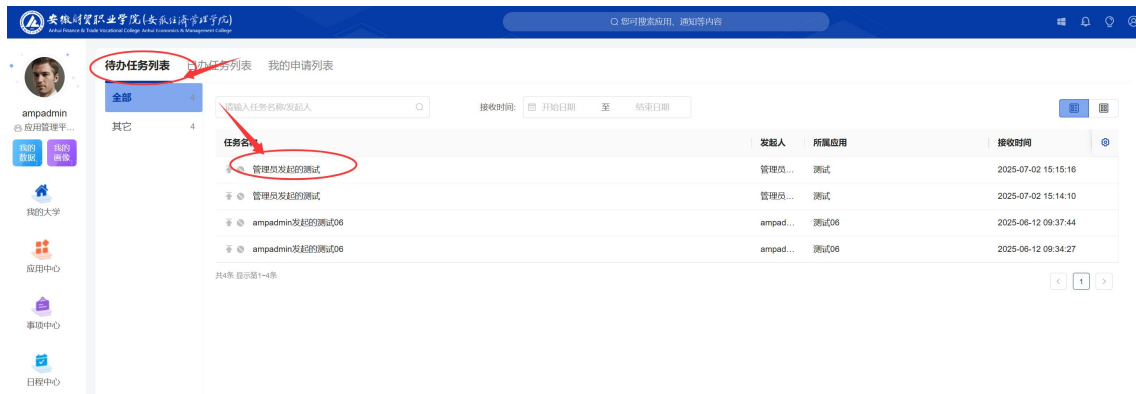 安徽财贸职业学院(安徽经济管理学院)
Anhui Finance & Trade Vocational College Anhui Economics & Management College
您可搜索应用、通知等内容
ampadmin
应用管理平...
我的数据
我的画像
我的大学
应用中心
事项中心
日程中心
待办任务列表 已办任务列表 我的申请列表
全部 4
其它 4
请输入任务名称/发起人 接收时间: 开始日期 至 结束日期
任务名称 发起人 所属应用 接收时间
管理员发起的测试 管理员... 测试 2025-07-02 15:15:16
管理员发起的测试 管理员... 测试 2025-07-02 15:14:10
ampadmin发起的测试06 ampad... 测试06 2025-06-12 09:37:44
ampadmin发起的测试06 ampad... 测试06 2025-06-12 09:34:27
共4条 显示第1~4条
1